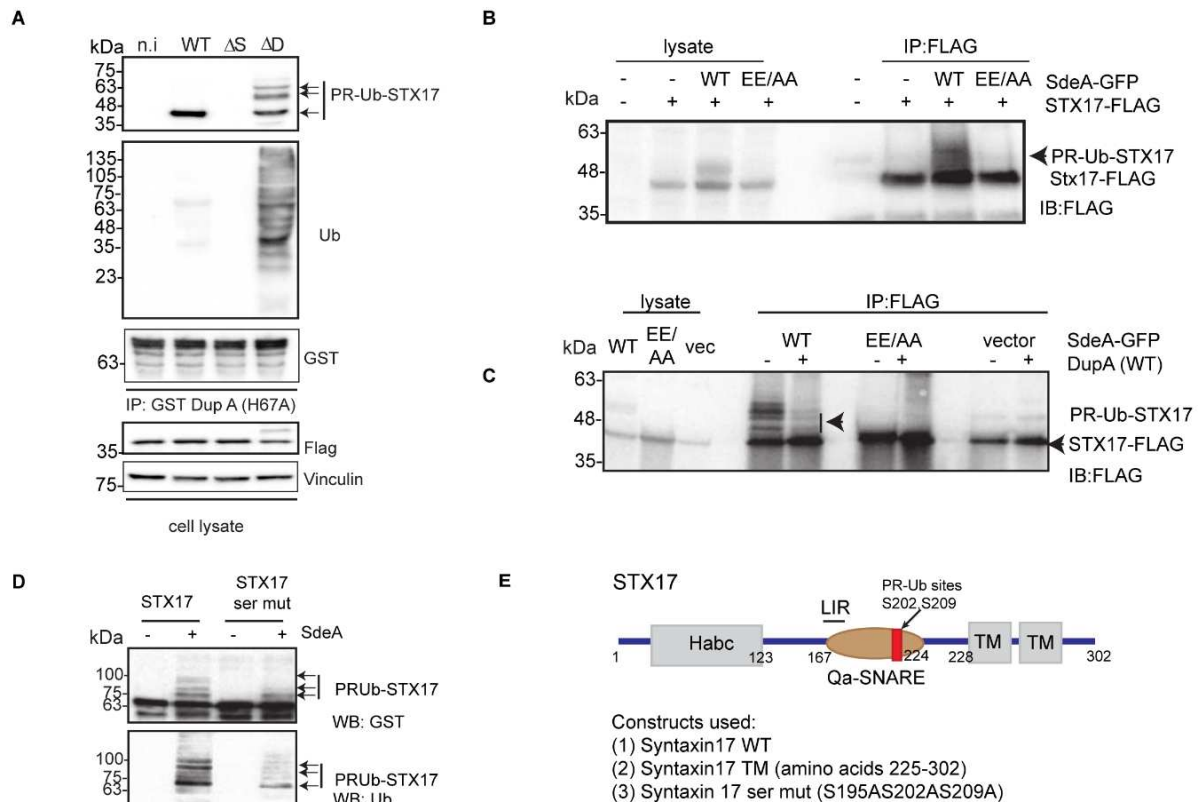 A
kDa n.i WT ΔS ΔD
75-
63-
48-
35-
PR-Ub-STX17
135-
105-
75-
63-
48-
35-
23-
Ub
63-
GST
IP: GST Dup A (H67A)
35-
Flag
75-
Vinculin
cell lysate
B
lysate IP:FLAG
- - WT EE/AA - - WT EE/AA SdeA-GFP
- + + + - + + + STX17-FLAG
kDa
63-
48-
35-
PR-Ub-STX17
Stx17-FLAG
IB:FLAG
C
lysate IP:FLAG
kDa WT EE/AA vec WT EE/AA vector SdeA-GFP
- + - + - + DupA (WT)
63-
48-
35-
PR-Ub-STX17
STX17-FLAG
IB:FLAG
D
STX17 STX17 ser mut
kDa - + - + SdeA
100-
75-
63-
PRUb-STX17
WB: GST
100-
75-
63-
PRUb-STX17
WB: Ub
E
STX17
PR-Ub sites
S202,S209
LIR
Habc TM TM
1 123 167 224 228 302
Qa-SNARE
Constructs used:
(1) Syntaxin17 WT
(2) Syntaxin17 TM (amino acids 225-302)
(3) Syntaxin 17 ser mut (S195AS202AS209A)